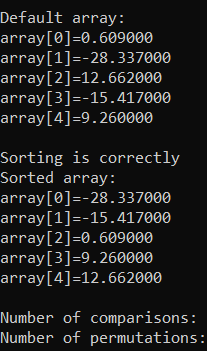 Default array:
array[0]=0.609000
array[1]=-28.337000
array[2]=12.662000
array[3]=-15.417000
array[4]=9.260000
Sorting is correctly
Sorted array:
array[0]=-28.337000
array[1]=-15.417000
array[2]=0.609000
array[3]=9.260000
array[4]=12.662000
Number of comparisons:
Number of permutations: